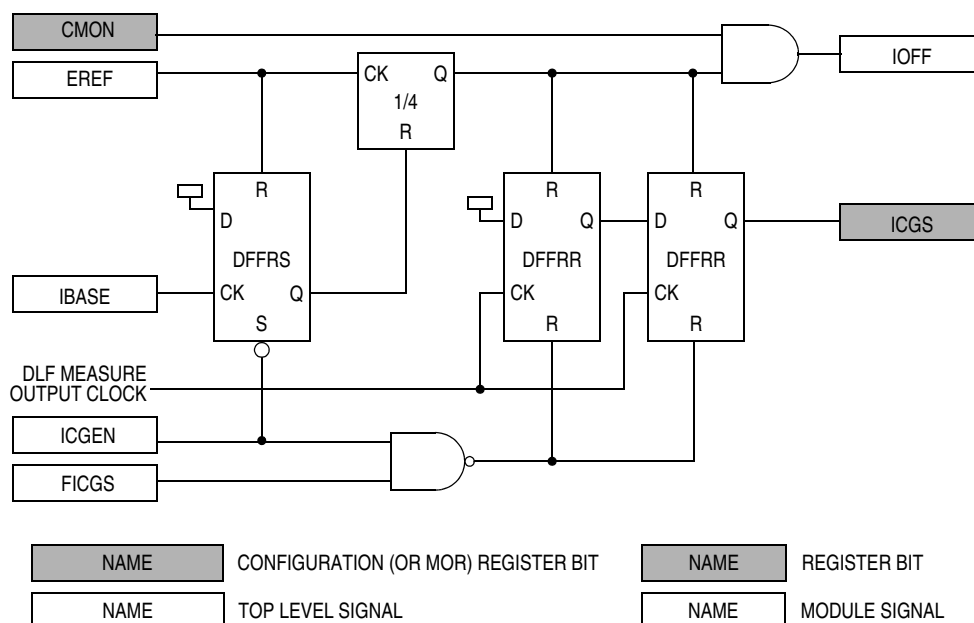 CMON
EREF
CK Q
1/4
R
IOFF
R
D
DFFRS
CK Q
S
IBASE
R
D Q
DFFRR
CK
R
R
D Q
DFFRR
CK
R
ICGS
DLF MEASURE
OUTPUT CLOCK
ICGEN
FICGS
NAME CONFIGURATION (OR MOR) REGISTER BIT
NAME REGISTER BIT
NAME TOP LEVEL SIGNAL
NAME MODULE SIGNAL